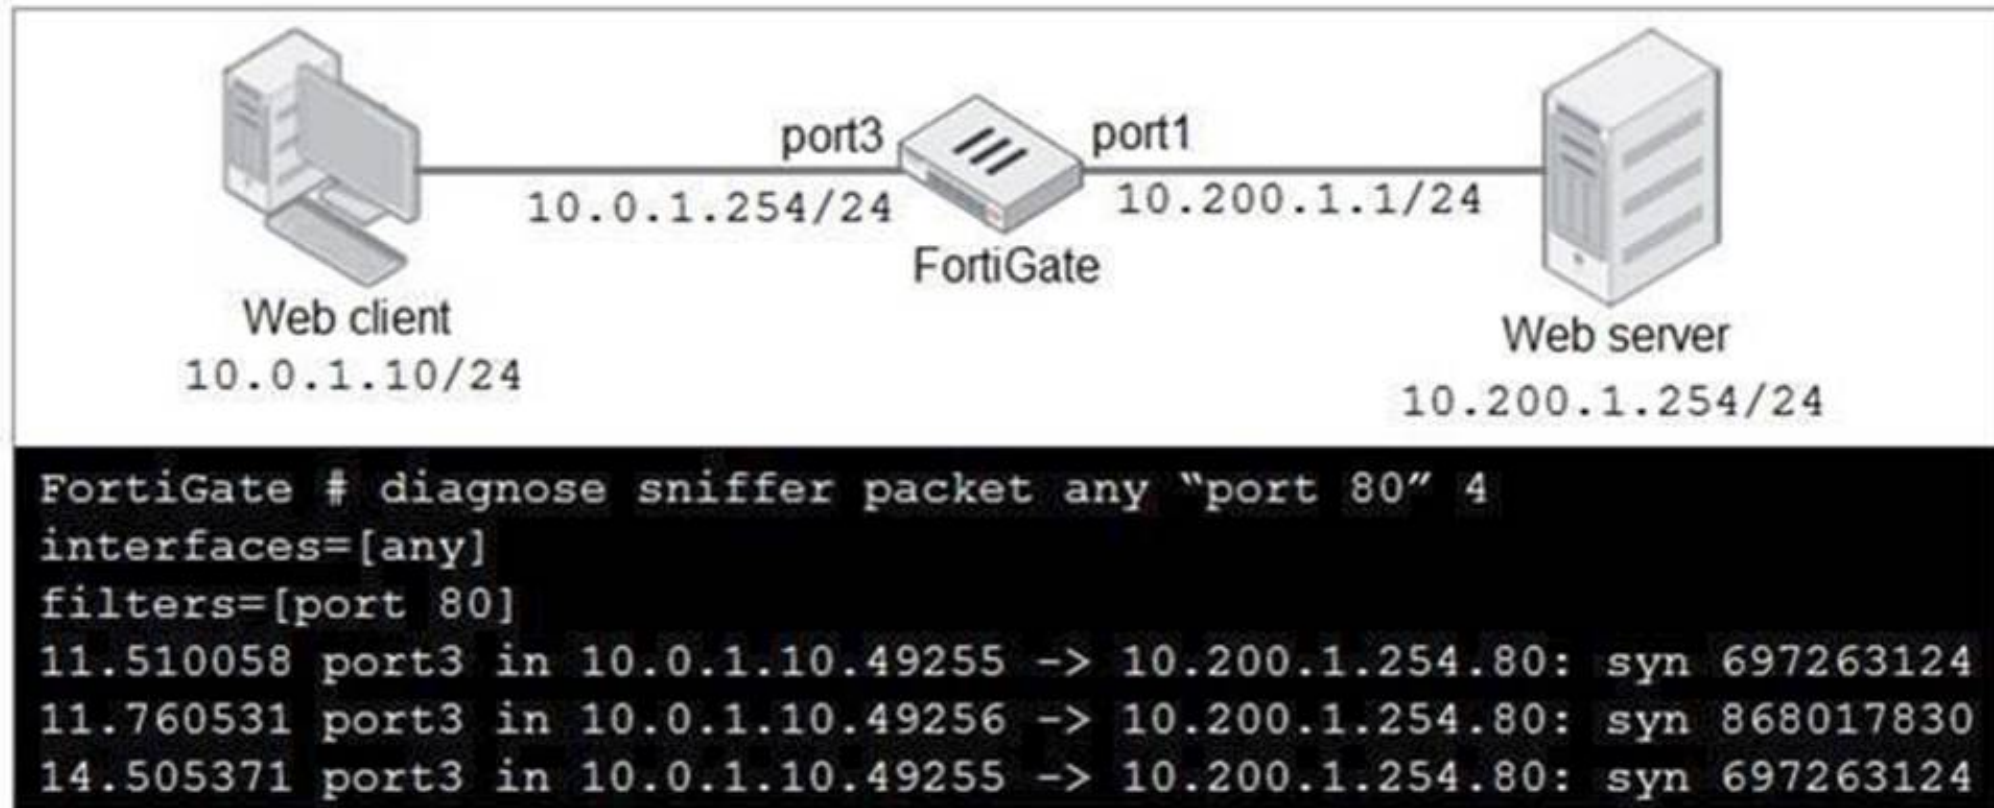 port3
port1
10.0.1.254/24
10.200.1.1/24
FortiGate
Web client
10.0.1.10/24
Web server
10.200.1.254/24
FortiGate # diagnose sniffer packet any “port 80” 4
interfaces=[any]
filters=[port 80]
11.510058 port3 in 10.0.1.10.49255 -> 10.200.1.254.80: syn 697263124
11.760531 port3 in 10.0.1.10.49256 -> 10.200.1.254.80: syn 868017830
14.505371 port3 in 10.0.1.10.49255 -> 10.200.1.254.80: syn 697263124